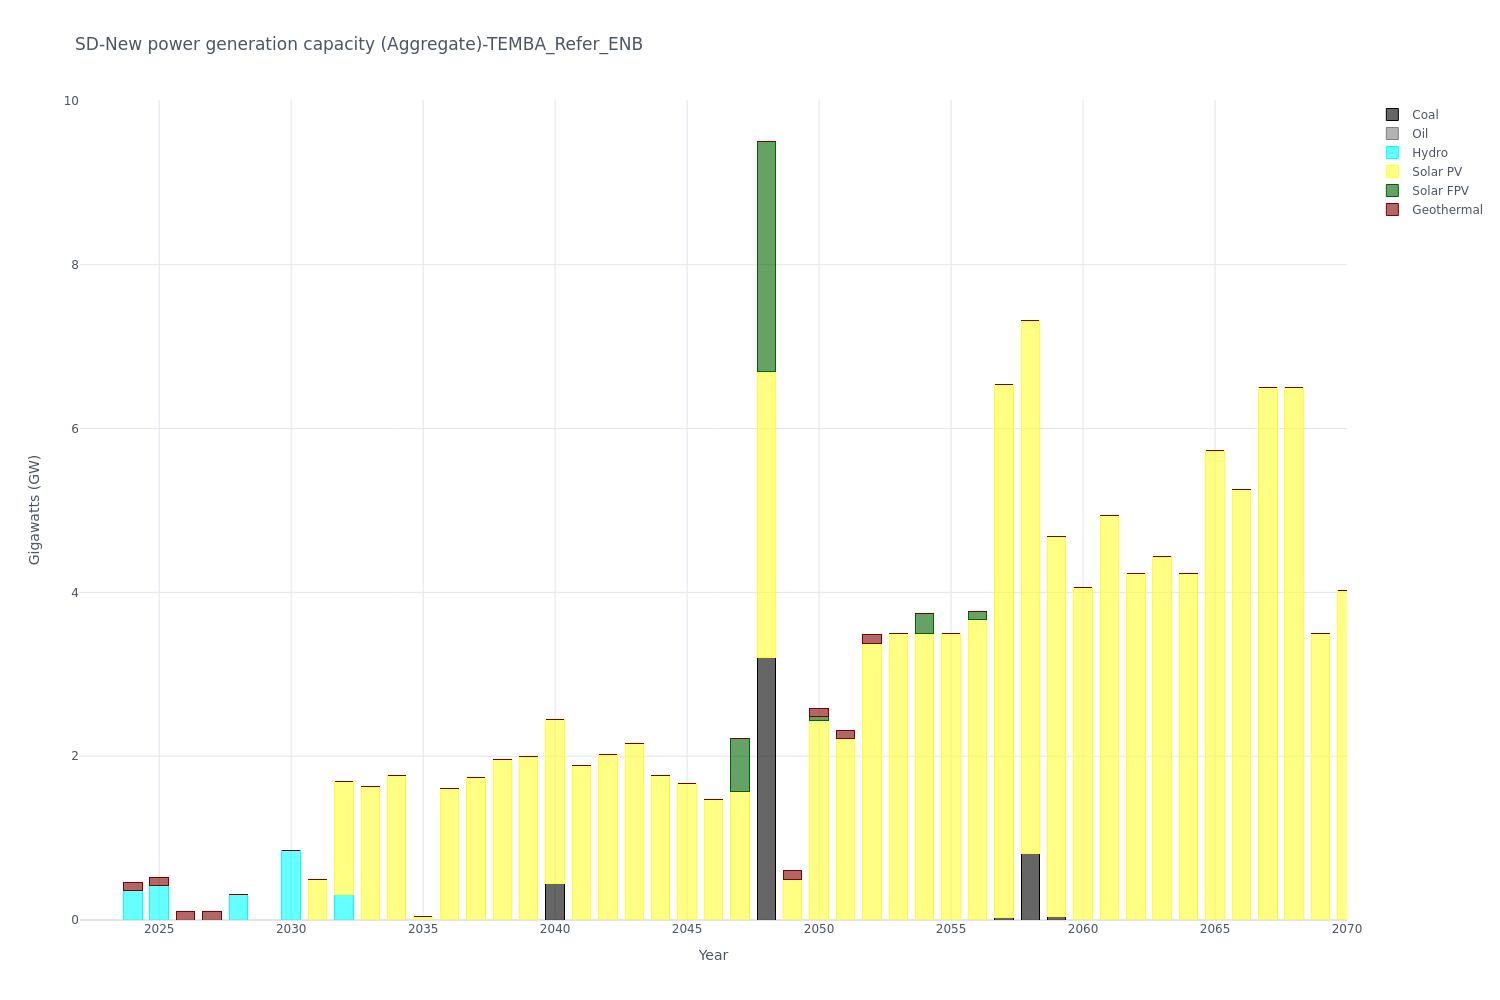 SD-New power generation capacity (Aggregate)-TEMBA_Refer_ENB
10
8
6
4
2
0
Gigawatts (GW)
2025 2030 2035 2040 2045 2050 2055 2060 2065 2070
Year
Coal
Oil
Hydro
Solar PV
Solar FPV
Geothermal